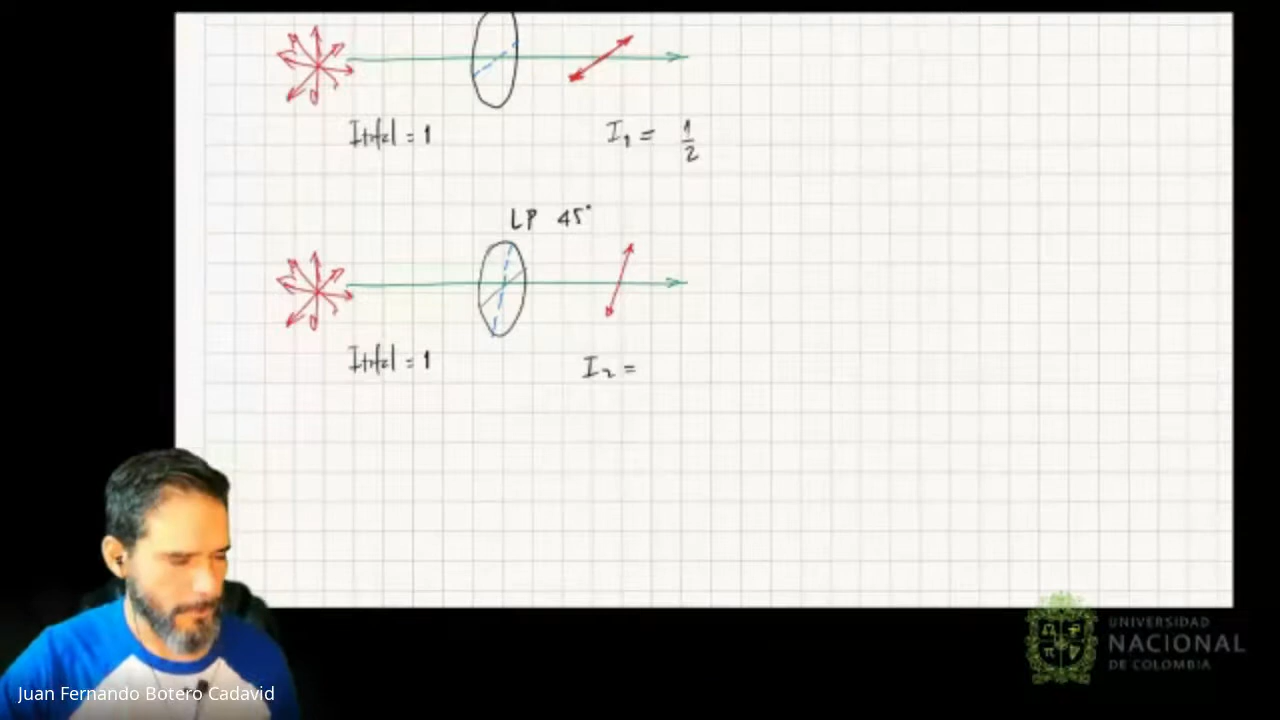 Itotal = 1
I1 = 1/2
LP 45°
Itotal = 1
I2 =
Juan Fernando Botero Cadavid
UNIVERSIDAD
NACIONAL
DE COLOMBIA